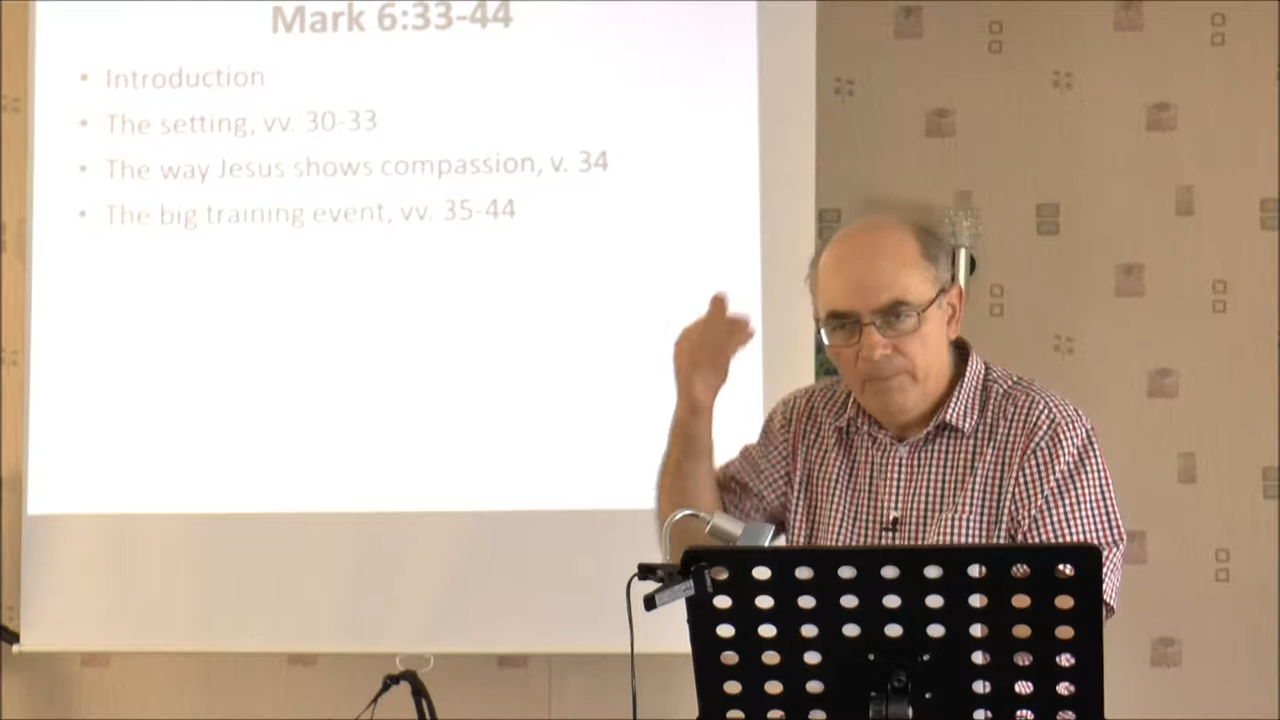 Mark 6:33-44
• Introduction
• The setting, vv. 30-33
• The way Jesus shows compassion, v. 34
• The big training event, vv. 35-44